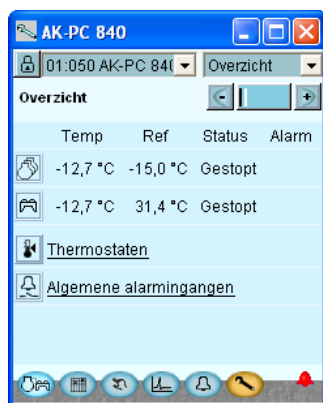 AK-PC 840
01:050 AK-PC 840 Overzicht
Overzicht
Temp Ref Status Alarm
-12,7 °C -15,0 °C Gestopt
-12,7 °C 31,4 °C Gestopt
Thermostaten
Algemene alarmingangen